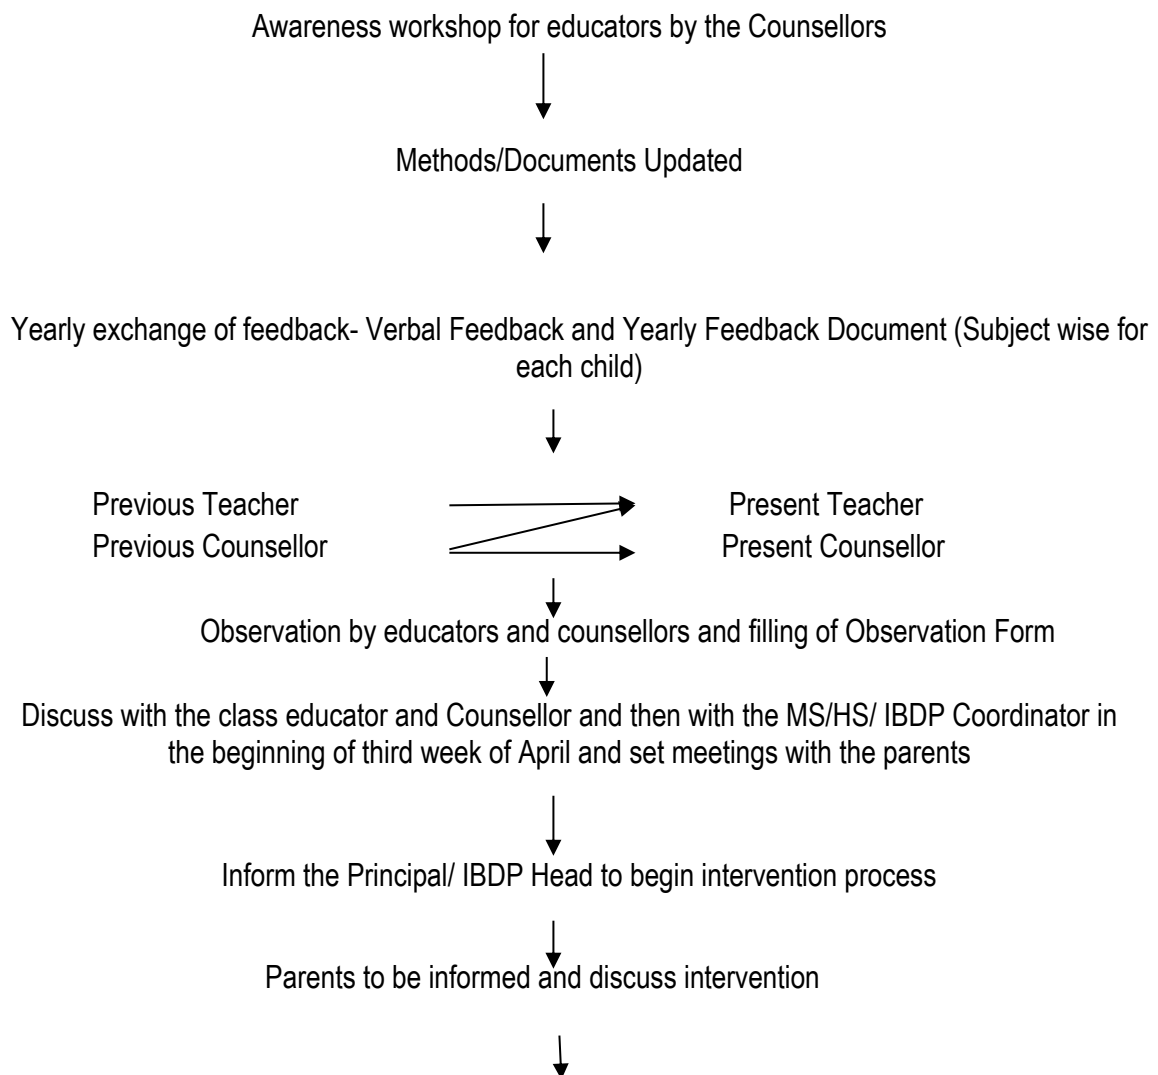 Awareness workshop for educators by the Counsellors
Methods/Documents Updated
Yearly exchange of feedback- Verbal Feedback and Yearly Feedback Document (Subject wise for
each child)
Previous Teacher Present Teacher
Previous Counsellor Present Counsellor
Observation by educators and counsellors and filling of Observation Form
Discuss with the class educator and Counsellor and then with the MS/HS/ IBDP Coordinator in
the beginning of third week of April and set meetings with the parents
Inform the Principal/ IBDP Head to begin intervention process
Parents to be informed and discuss intervention